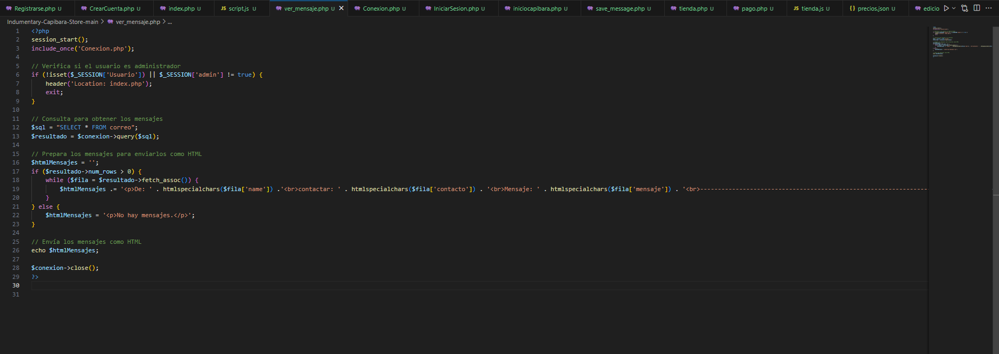 Registrarse.php U CrearCuenta.php U index.php U JS script.js U ver_mensaje.php U Conexion.php U IniciarSesion.php U iniciocapibara.php U save_message.php U tienda.php U pago.php U JS tienda.js U {} precios.json U edicio
Indumentary-Capibara-Store-main > ver_mensaje.php > ...
1 <?php
2 session_start();
3 include_once('Conexion.php');
4
5 // Verifica si el usuario es administrador
6 if (!isset($_SESSION['Usuario']) || $_SESSION['admin'] != true) {
7 header('Location: index.php');
8 exit;
9 }
10
11 // Consulta para obtener los mensajes
12 $sql = "SELECT * FROM correo";
13 $resultado = $conexion->query($sql);
14
15 // Prepara los mensajes para enviarlos como HTML
16 $htmlMensajes = '';
17 if ($resultado->num_rows > 0) {
18 while ($fila = $resultado->fetch_assoc()) {
19 $htmlMensajes .= '<p>De: ' . htmlspecialchars($fila['name']) .'<br>contactar: ' . htmlspecialchars($fila['contacto']) . '<br>Mensaje: ' . htmlspecialchars($fila['mensaje']) . '<br>----------------------------------------------------------------
20 }
21 } else {
22 $htmlMensajes = '<p>No hay mensajes.</p>';
23 }
24
25 // Envía los mensajes como HTML
26 echo $htmlMensajes;
27
28 $conexion->close();
29 ?>
30
31